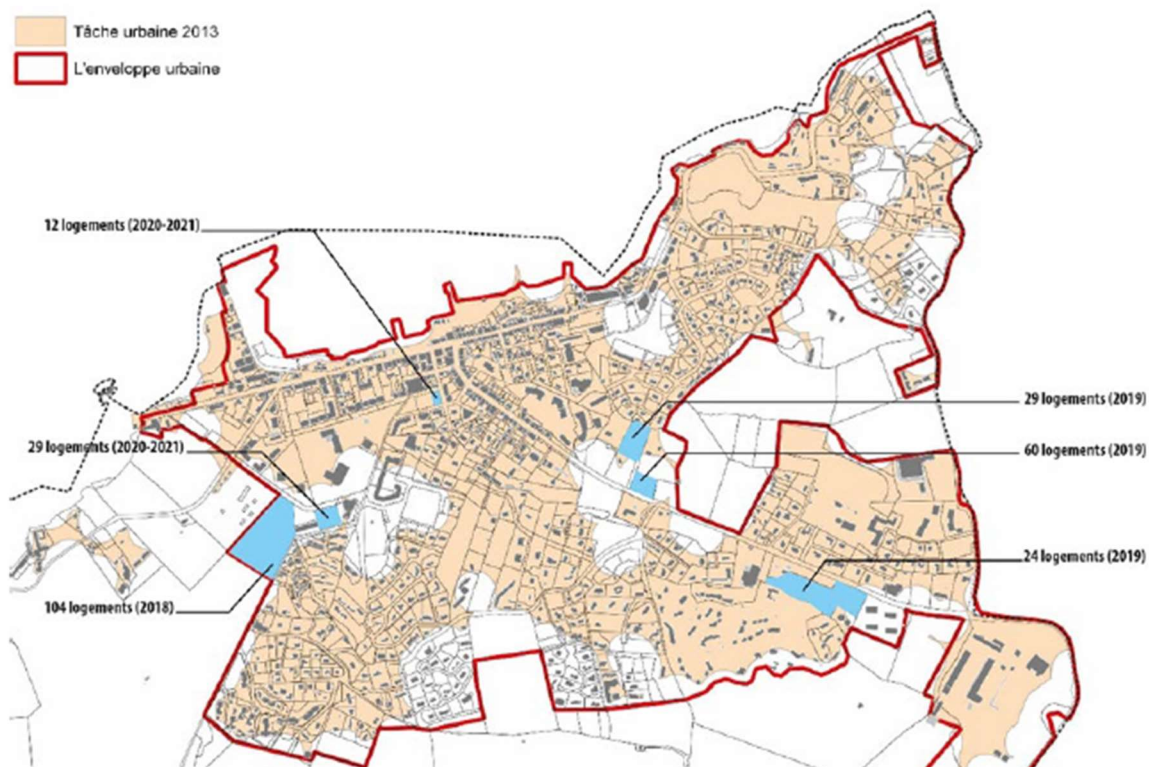 Tâche urbaine 2013
L'enveloppe urbaine
12 logements (2020-2021)
29 logements (2019)
29 logements (2020-2021)
60 logements (2019)
24 logements (2019)
104 logements (2018)